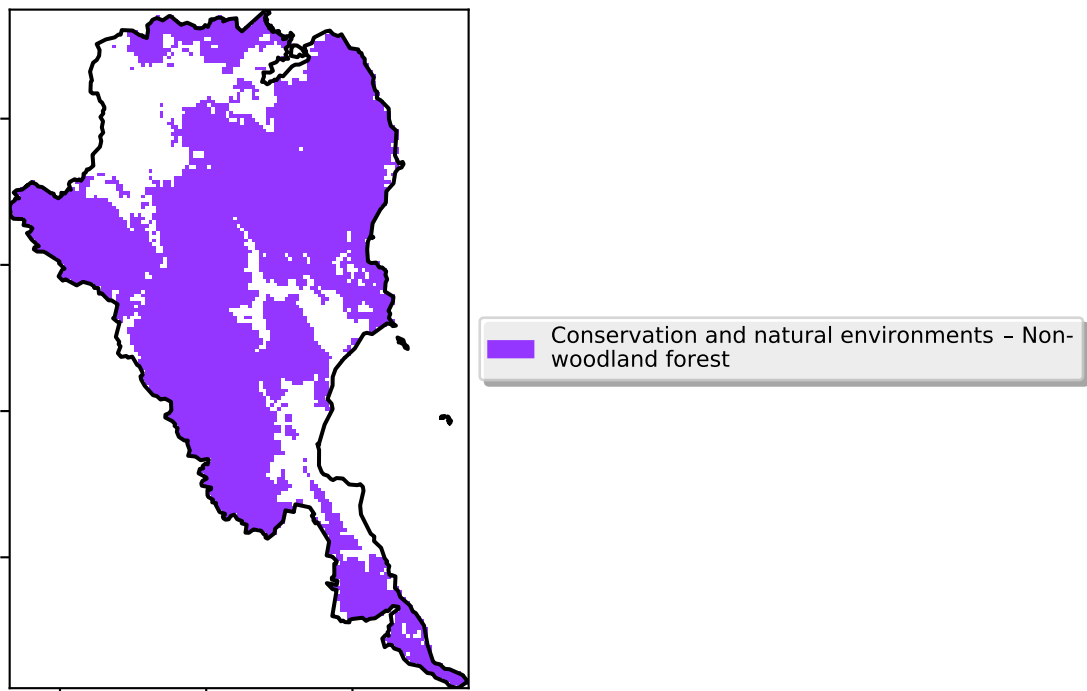 Conservation and natural environments – Non-
woodland forest